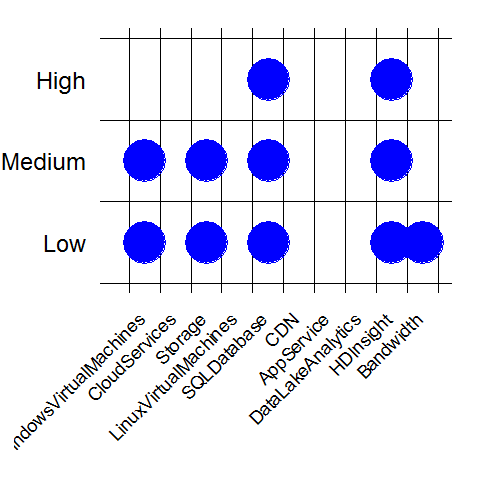 High
Medium
Low
ndowsVirtualMachines
CloudServices
Storage
LinuxVirtualMachines
SQLDatabase
CDN
AppService
DataLakeAnalytics
HDInsight
Bandwidth